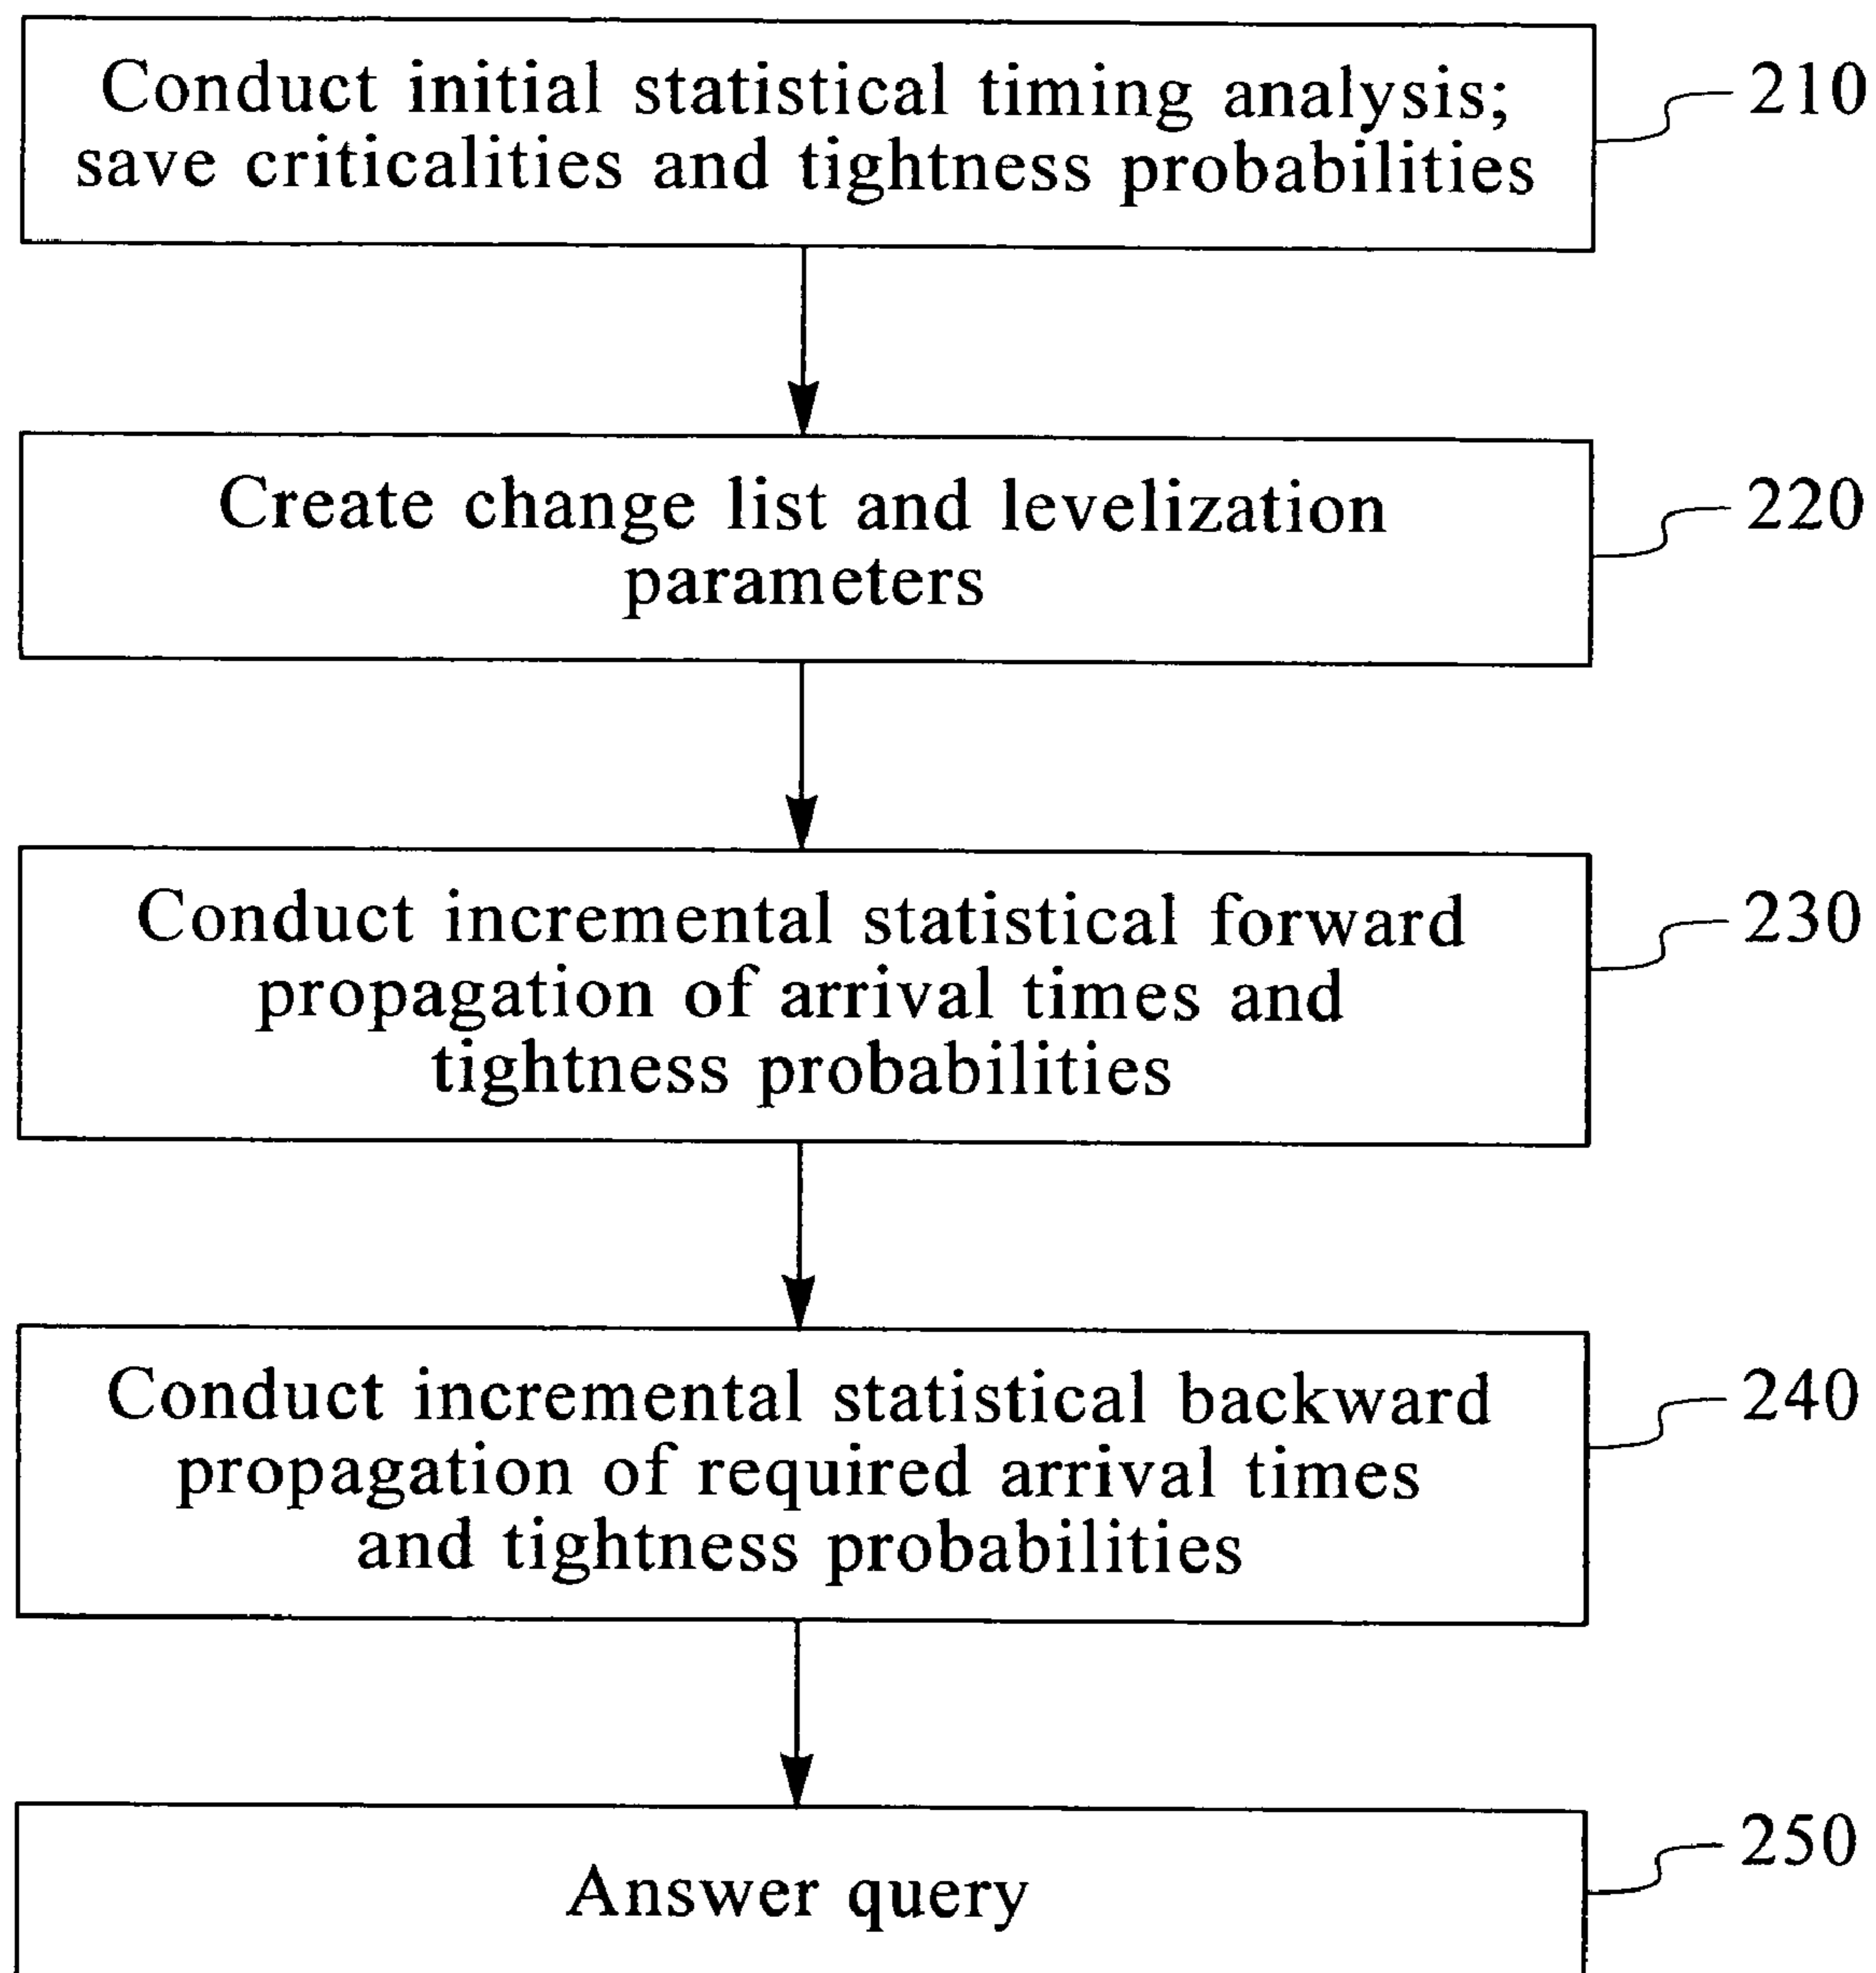 Conduct initial statistical timing analysis;
save criticalities and tightness probabilities
210
Create change list and levelization
parameters
220
Conduct incremental statistical forward
propagation of arrival times and
tightness probabilities
230
Conduct incremental statistical backward
propagation of required arrival times
and tightness probabilities
240
Answer query
250